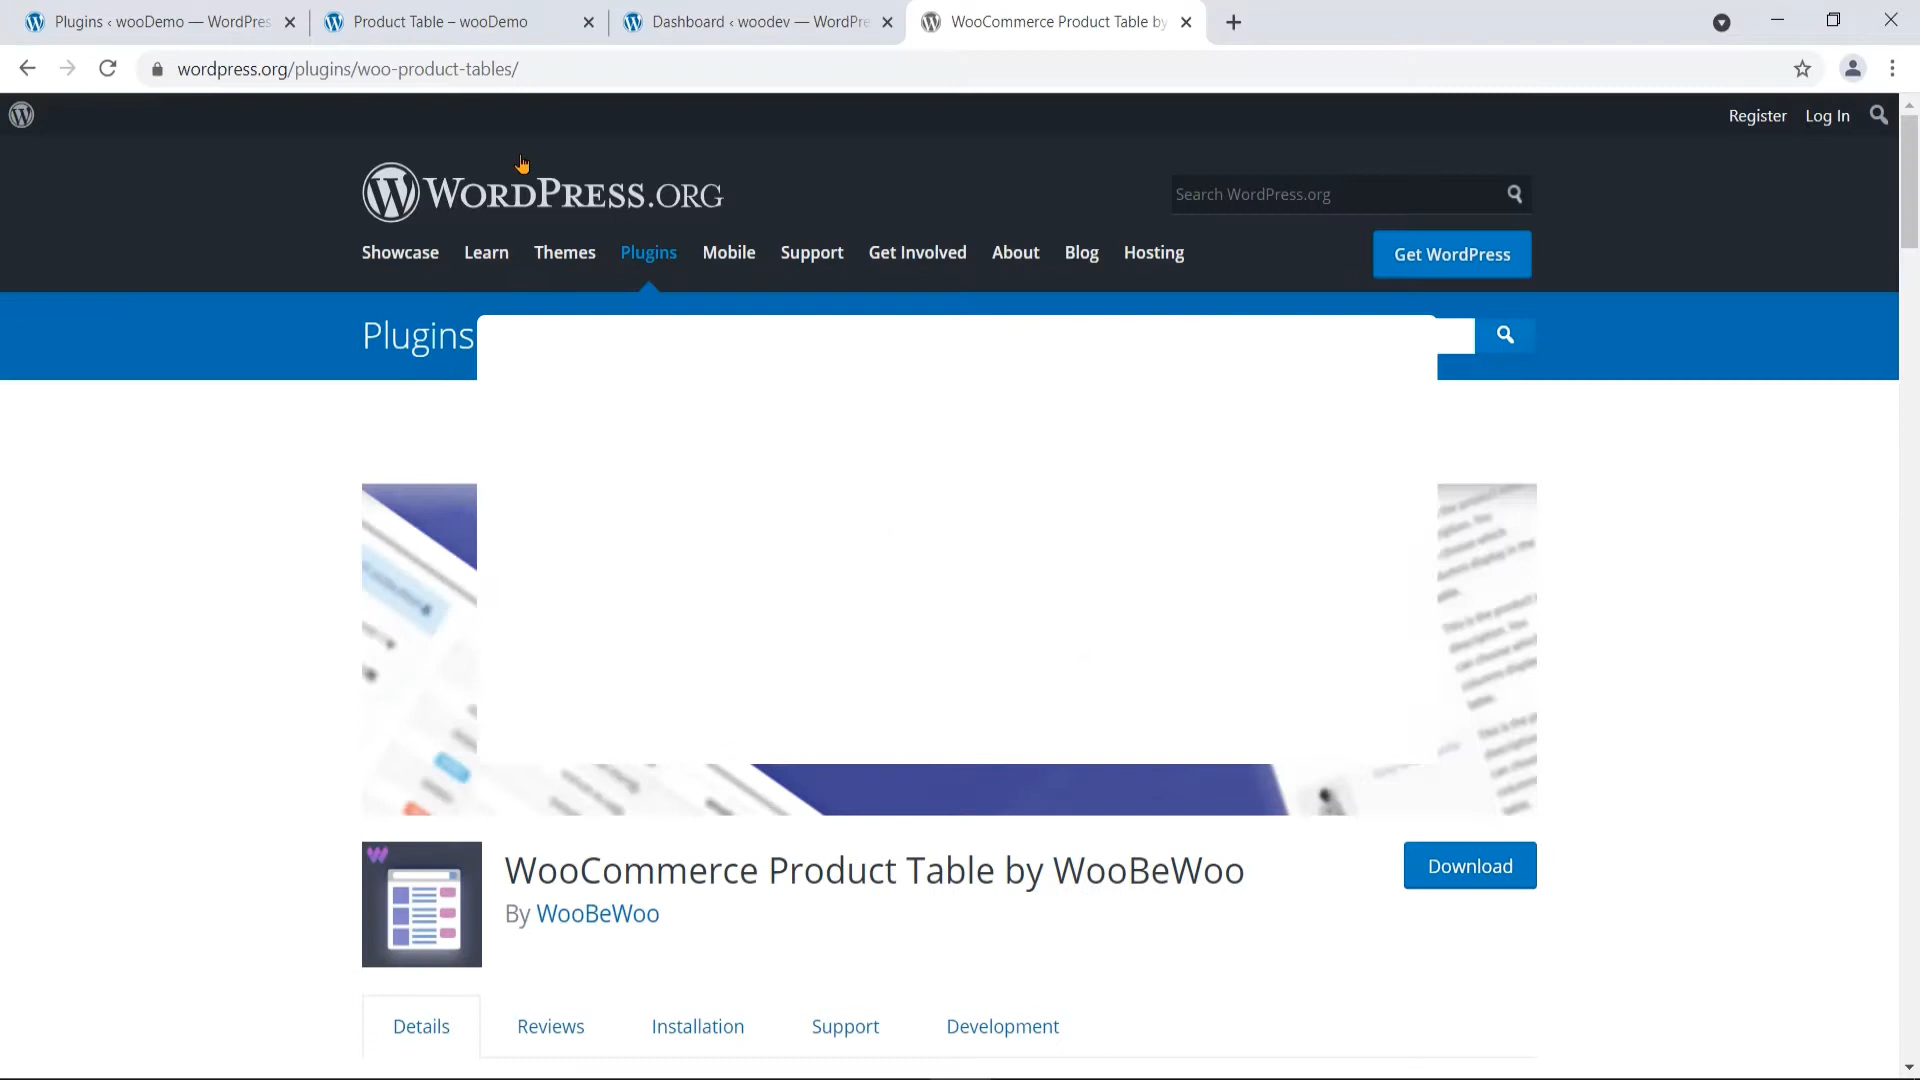 Plugins ‹ wooDemo — WordPres
Product Table – wooDemo
Dashboard ‹ woodev — WordPre
WooCommerce Product Table by
wordpress.org/plugins/woo-product-tables/
Register Log In
WORDPRESS.ORG
Search WordPress.org
Showcase Learn Themes Plugins Mobile Support Get Involved About Blog Hosting
Get WordPress
Plugins
WooCommerce Product Table by WooBeWoo
Download
By WooBeWoo
Details Reviews Installation Support Development